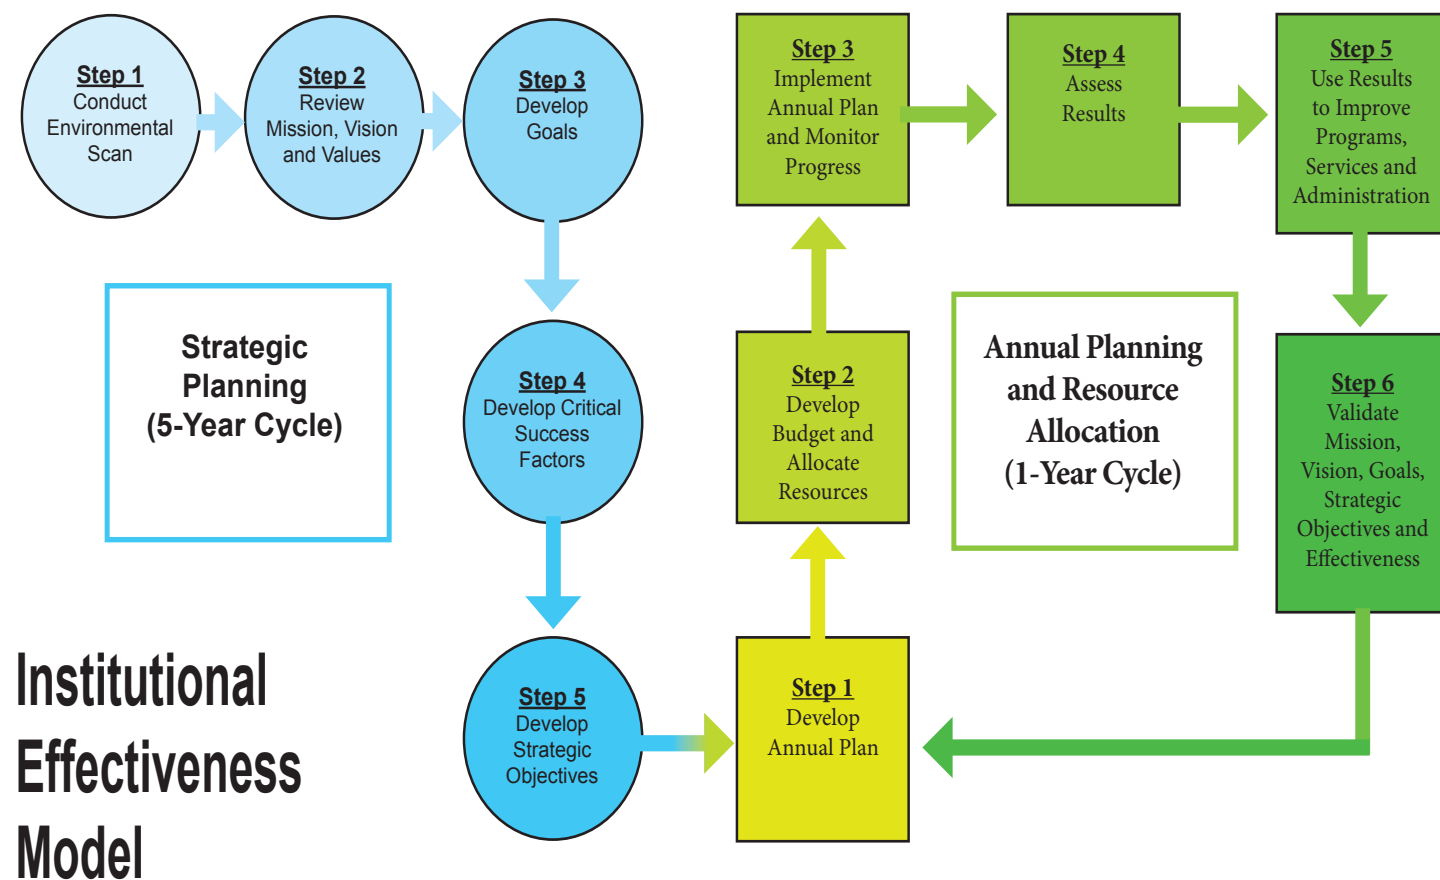 Step 1
Conduct
Environmental
Scan
Step 2
Review
Mission, Vision
and Values
Step 3
Develop
Goals
Step 4
Develop Critical
Success
Factors
Step 5
Develop
Strategic
Objectives
Strategic
Planning
(5-Year Cycle)
Step 1
Develop
Annual Plan
Step 2
Develop
Budget and
Allocate
Resources
Step 3
Implement
Annual Plan
and Monitor
Progress
Step 4
Assess
Results
Step 5
Use Results
to Improve
Programs,
Services and
Administration
Step 6
Validate
Mission,
Vision, Goals,
Strategic
Objectives and
Effectiveness
Annual Planning
and Resource
Allocation
(1-Year Cycle)
Institutional
Effectiveness
Model